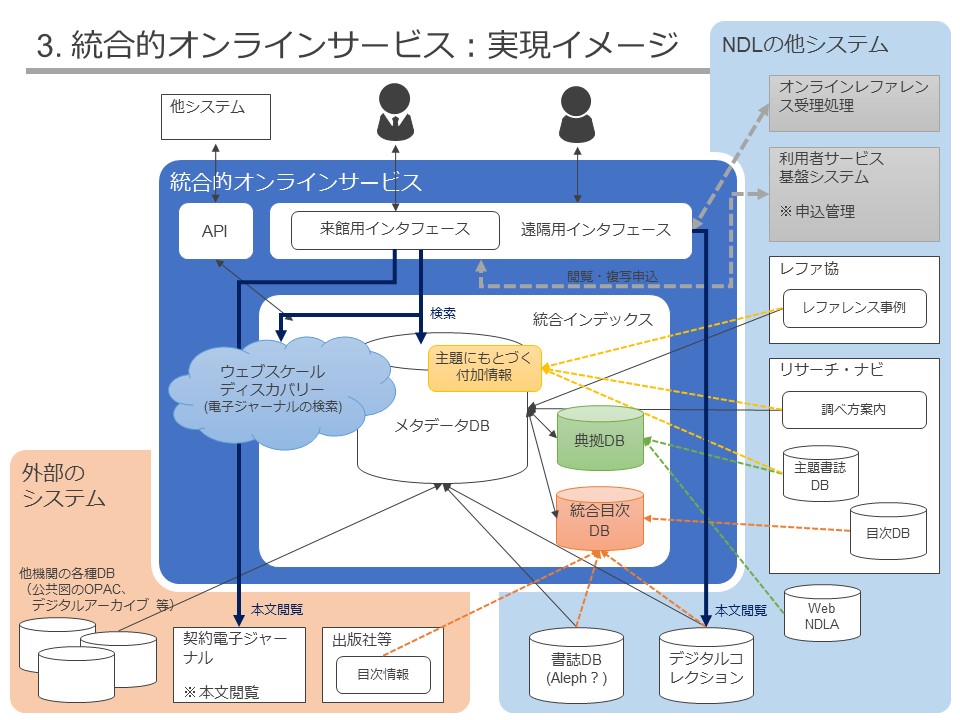 3. 統合的オンラインサービス：実現イメージ
NDLの他システム
オンラインレファレン
ス受理処理
他システム
利用者サービス
基盤システム
※申込管理
統合的オンラインサービス
API
来館用インタフェース
遠隔用インタフェース
閲覧・複写申込
レファ協
レファレンス事例
検索
統合インデックス
主題にもとづく
付加情報
ウェブスケール
ディスカバリー
(電子ジャーナルの検索)
メタデータDB
リサーチ・ナビ
調べ方案内
典拠DB
主題書誌
DB
統合目次
DB
目次DB
外部の
システム
他機関の各種DB
（公共図のOPAC、
デジタルアーカイブ 等）
本文閲覧
本文閲覧
Web
NDLA
契約電子ジャー
ナル
※本文閲覧
出版社等
目次情報
書誌DB
(Aleph？)
デジタルコ
レクション